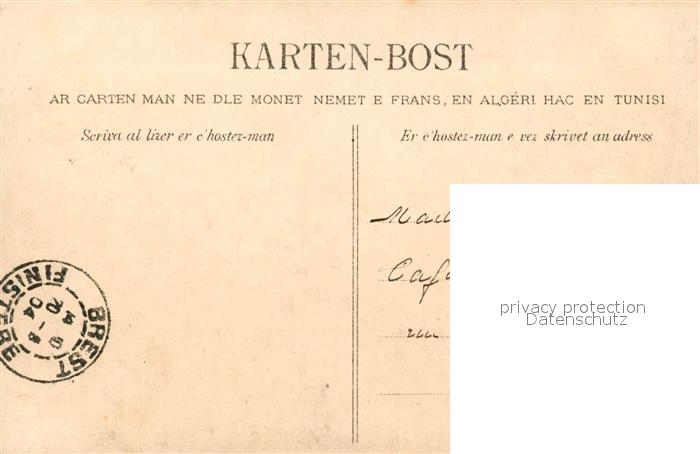 KARTEN-BOST
AR CARTEN MAN NE DLE MONET NEMET E FRANS, EN ALGÉRI HAC EN TUNISI
Scriva al lizer er c'hostez-man
Er c'hostez-man e vez skrivet an adress
privacy protection
Datenschutz
BREST
FINISTERE
04